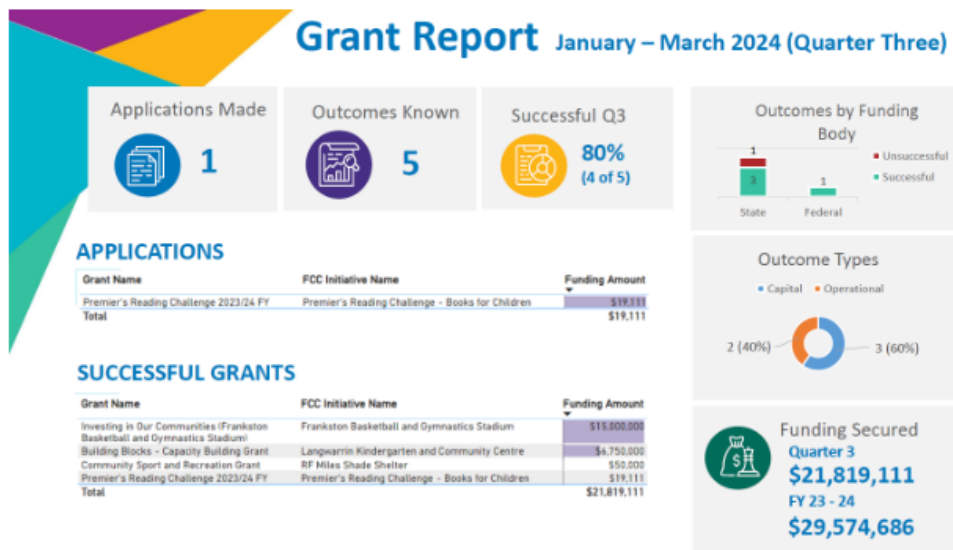 Grant Report January – March 2024 (Quarter Three)
Applications Made
1
Outcomes Known
5
Successful Q3
80%
(4 of 5)
Outcomes by Funding
Body
1
3
1
State
Federal
Unsuccessful
Successful
APPLICATIONS
Grant Name FCC Initiative Name Funding Amount
Premier's Reading Challenge 2023/24 FY Premier's Reading Challenge - Books for Children $19,111
Total $19,111
Outcome Types
Capital Operational
2 (40%)
3 (60%)
SUCCESSFUL GRANTS
Grant Name FCC Initiative Name Funding Amount
Investing in Our Communities (Frankston Frankston Basketball and Gymnastics Stadium $15,000,000
Basketball and Gymnastics Stadium)
Building Blocks - Capacity Building Grant Langwarrin Kindergarten and Community Centre $6,750,000
Community Sport and Recreation Grant RF Miles Shade Shelter $50,000
Premier's Reading Challenge 2023/24 FY Premier's Reading Challenge - Books for Children $19,111
Total $21,819,111
Funding Secured
Quarter 3
$21,819,111
FY 23 - 24
$29,574,686